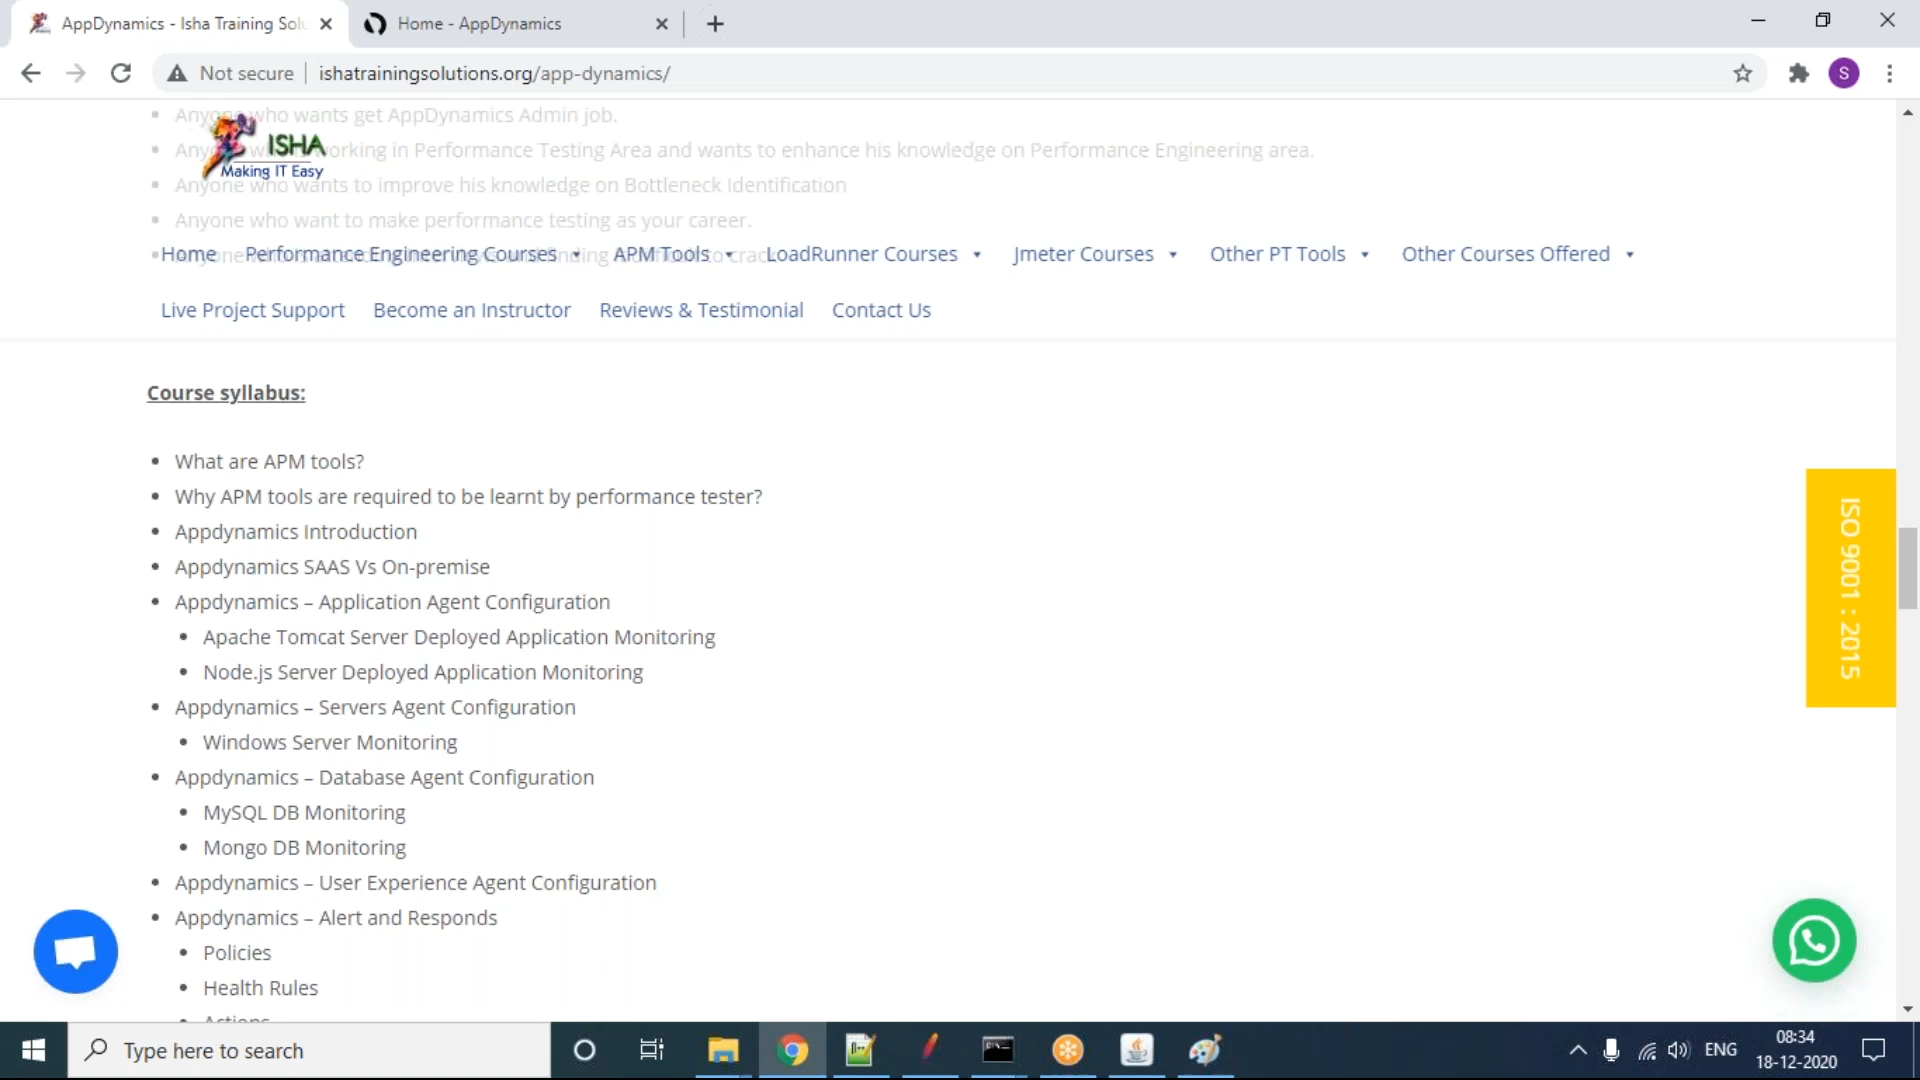 AppDynamics - Isha Training Solu
Home - AppDynamics
Not secure
ishatrainingsolutions.org/app-dynamics/
S
Anyone who wants get AppDynamics Admin job.
working in Performance Testing Area and wants to enhance his knowledge on Performance Engineering area.
Anyone who wants to improve his knowledge on Bottleneck Identification
Anyone who want to make performance testing as your career.
ISHA
Making IT Easy
Home Performance Engineering Courses APM Tools LoadRunner Courses Jmeter Courses Other PT Tools Other Courses Offered
Live Project Support Become an Instructor Reviews & Testimonial Contact Us
Course syllabus:
What are APM tools?
Why APM tools are required to be learnt by performance tester?
Appdynamics Introduction
Appdynamics SAAS Vs On-premise
Appdynamics – Application Agent Configuration
Apache Tomcat Server Deployed Application Monitoring
Node.js Server Deployed Application Monitoring
Appdynamics – Servers Agent Configuration
Windows Server Monitoring
Appdynamics – Database Agent Configuration
MySQL DB Monitoring
Mongo DB Monitoring
Appdynamics – User Experience Agent Configuration
Appdynamics – Alert and Responds
Policies
Health Rules
Actions
ISO 9001 : 2015
Type here to search
ENG
08:34
18-12-2020